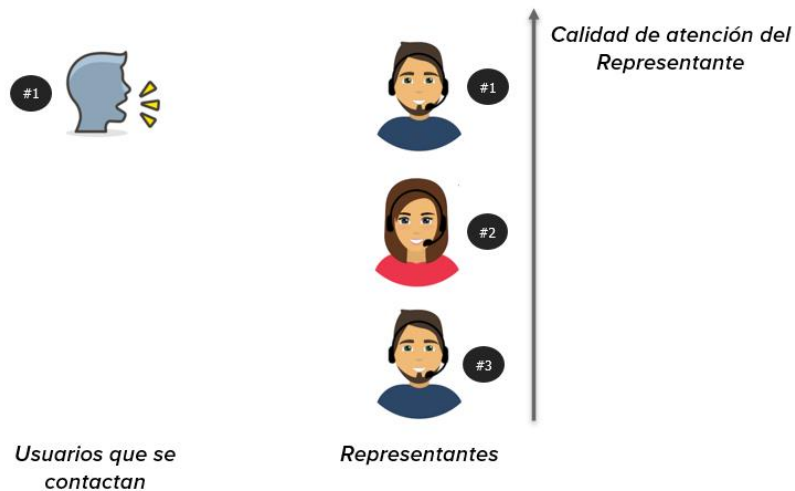 Calidad de atención del
Representante
#1
#1
#2
#3
Usuarios que se
contactan
Representantes